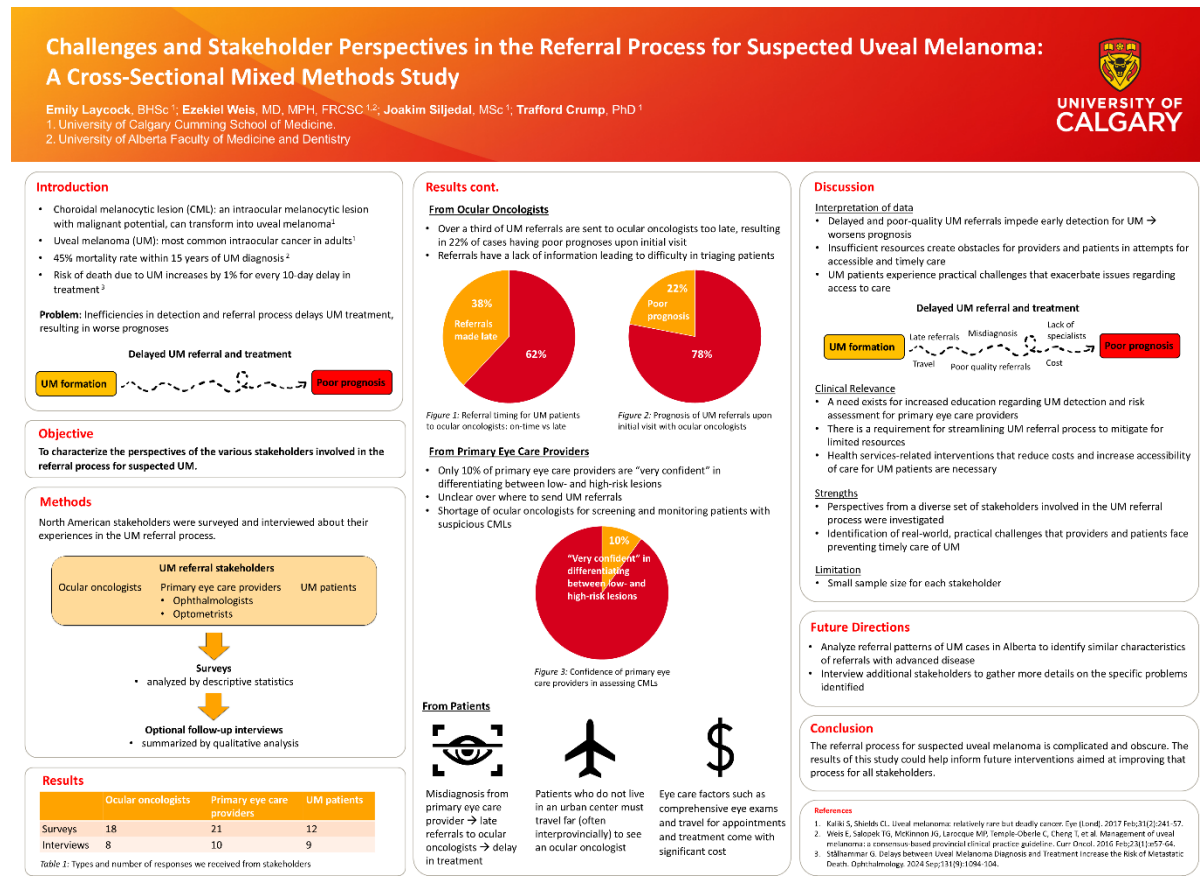 Challenges and Stakeholder Perspectives in the Referral Process for Suspected Uveal Melanoma:
A Cross-Sectional Mixed Methods Study
Emily Laycock, BHSc 1; Ezekiel Weis, MD, MPH, FRCSC 1,2; Joakim Siljedal, MSc 1; Trafford Crump, PhD 1
1. University of Calgary Cumming School of Medicine.
2. University of Alberta Faculty of Medicine and Dentistry
UNIVERSITY OF
CALGARY
Introduction
• Choroidal melanocytic lesion (CML): an intraocular melanocytic lesion
with malignant potential, can transform into uveal melanoma1
• Uveal melanoma (UM): most common intraocular cancer in adults1
• 45% mortality rate within 15 years of UM diagnosis 2
• Risk of death due to UM increases by 1% for every 10-day delay in
treatment 3
Problem: Inefficiencies in detection and referral process delays UM treatment,
resulting in worse prognoses
Delayed UM referral and treatment
UM formation
Poor prognosis
Objective
To characterize the perspectives of the various stakeholders involved in the
referral process for suspected UM.
Methods
North American stakeholders were surveyed and interviewed about their
experiences in the UM referral process.
UM referral stakeholders
Ocular oncologists Primary eye care providers UM patients
• Ophthalmologists
• Optometrists
Surveys
• analyzed by descriptive statistics
Optional follow-up interviews
• summarized by qualitative analysis
Results
Ocular oncologists Primary eye care UM patients
providers
Surveys 18 21 12
Interviews 8 10 9
Table 1: Types and number of responses we received from stakeholders
Results cont.
From Ocular Oncologists
• Over a third of UM referrals are sent to ocular oncologists too late, resulting
in 22% of cases having poor prognoses upon initial visit
• Referrals have a lack of information leading to difficulty in triaging patients
38%
Referrals
made late
62%
22%
Poor
prognosis
78%
Figure 1: Referral timing for UM patients
to ocular oncologists: on-time vs late
Figure 2: Prognosis of UM referrals upon
initial visit with ocular oncologists
From Primary Eye Care Providers
• Only 10% of primary eye care providers are "very confident" in
differentiating between low- and high-risk lesions
• Unclear over where to send UM referrals
• Shortage of ocular oncologists for screening and monitoring patients with
suspicious CMLs
10%
"Very confident" in
differentiating
between low- and
high-risk lesions
Figure 3: Confidence of primary eye
care providers in assessing CMLs
From Patients
Misdiagnosis from
primary eye care
provider → late
referrals to ocular
oncologists → delay
in treatment
Patients who do not live
in an urban center must
travel far (often
interprovincially) to see
an ocular oncologist
$
Eye care factors such as
comprehensive eye exams
and travel for appointments
and treatment come with
significant cost
Discussion
Interpretation of data
• Delayed and poor-quality UM referrals impede early detection for UM →
worsens prognosis
• Insufficient resources create obstacles for providers and patients in attempts for
accessible and timely care
• UM patients experience practical challenges that exacerbate issues regarding
access to care
Delayed UM referral and treatment
UM formation
Late referrals
Misdiagnosis
Lack of
specialists
Travel
Poor quality referrals
Cost
Poor prognosis
Clinical Relevance
• A need exists for increased education regarding UM detection and risk
assessment for primary eye care providers
• There is a requirement for streamlining UM referral process to mitigate for
limited resources
• Health services-related interventions that reduce costs and increase accessibility
of care for UM patients are necessary
Strengths
• Perspectives from a diverse set of stakeholders involved in the UM referral
process were investigated
• Identification of real-world, practical challenges that providers and patients face
preventing timely care of UM
Limitation
• Small sample size for each stakeholder
Future Directions
• Analyze referral patterns of UM cases in Alberta to identify similar characteristics
of referrals with advanced disease
• Interview additional stakeholders to gather more details on the specific problems
identified
Conclusion
The referral process for suspected uveal melanoma is complicated and obscure. The
results of this study could help inform future interventions aimed at improving that
process for all stakeholders.
References
1. Kaliki S, Shields CL. Uveal melanoma: relatively rare but deadly cancer. Eye (Lond). 2017 Feb;31(2):241-57.
2. Weis E, Salopek TG, McKinnon JG, Larocque MP, Temple-Oberle C, Cheng T, et al. Management of uveal
melanoma: a consensus-based provincial clinical practice guideline. Curr Oncol. 2016 Feb;23(1):e57-64.
3. Stålhammar G. Delays between Uveal Melanoma Diagnosis and Treatment Increase the Risk of Metastatic
Death. Ophthalmology. 2024 Sep;131(9):1094-104.